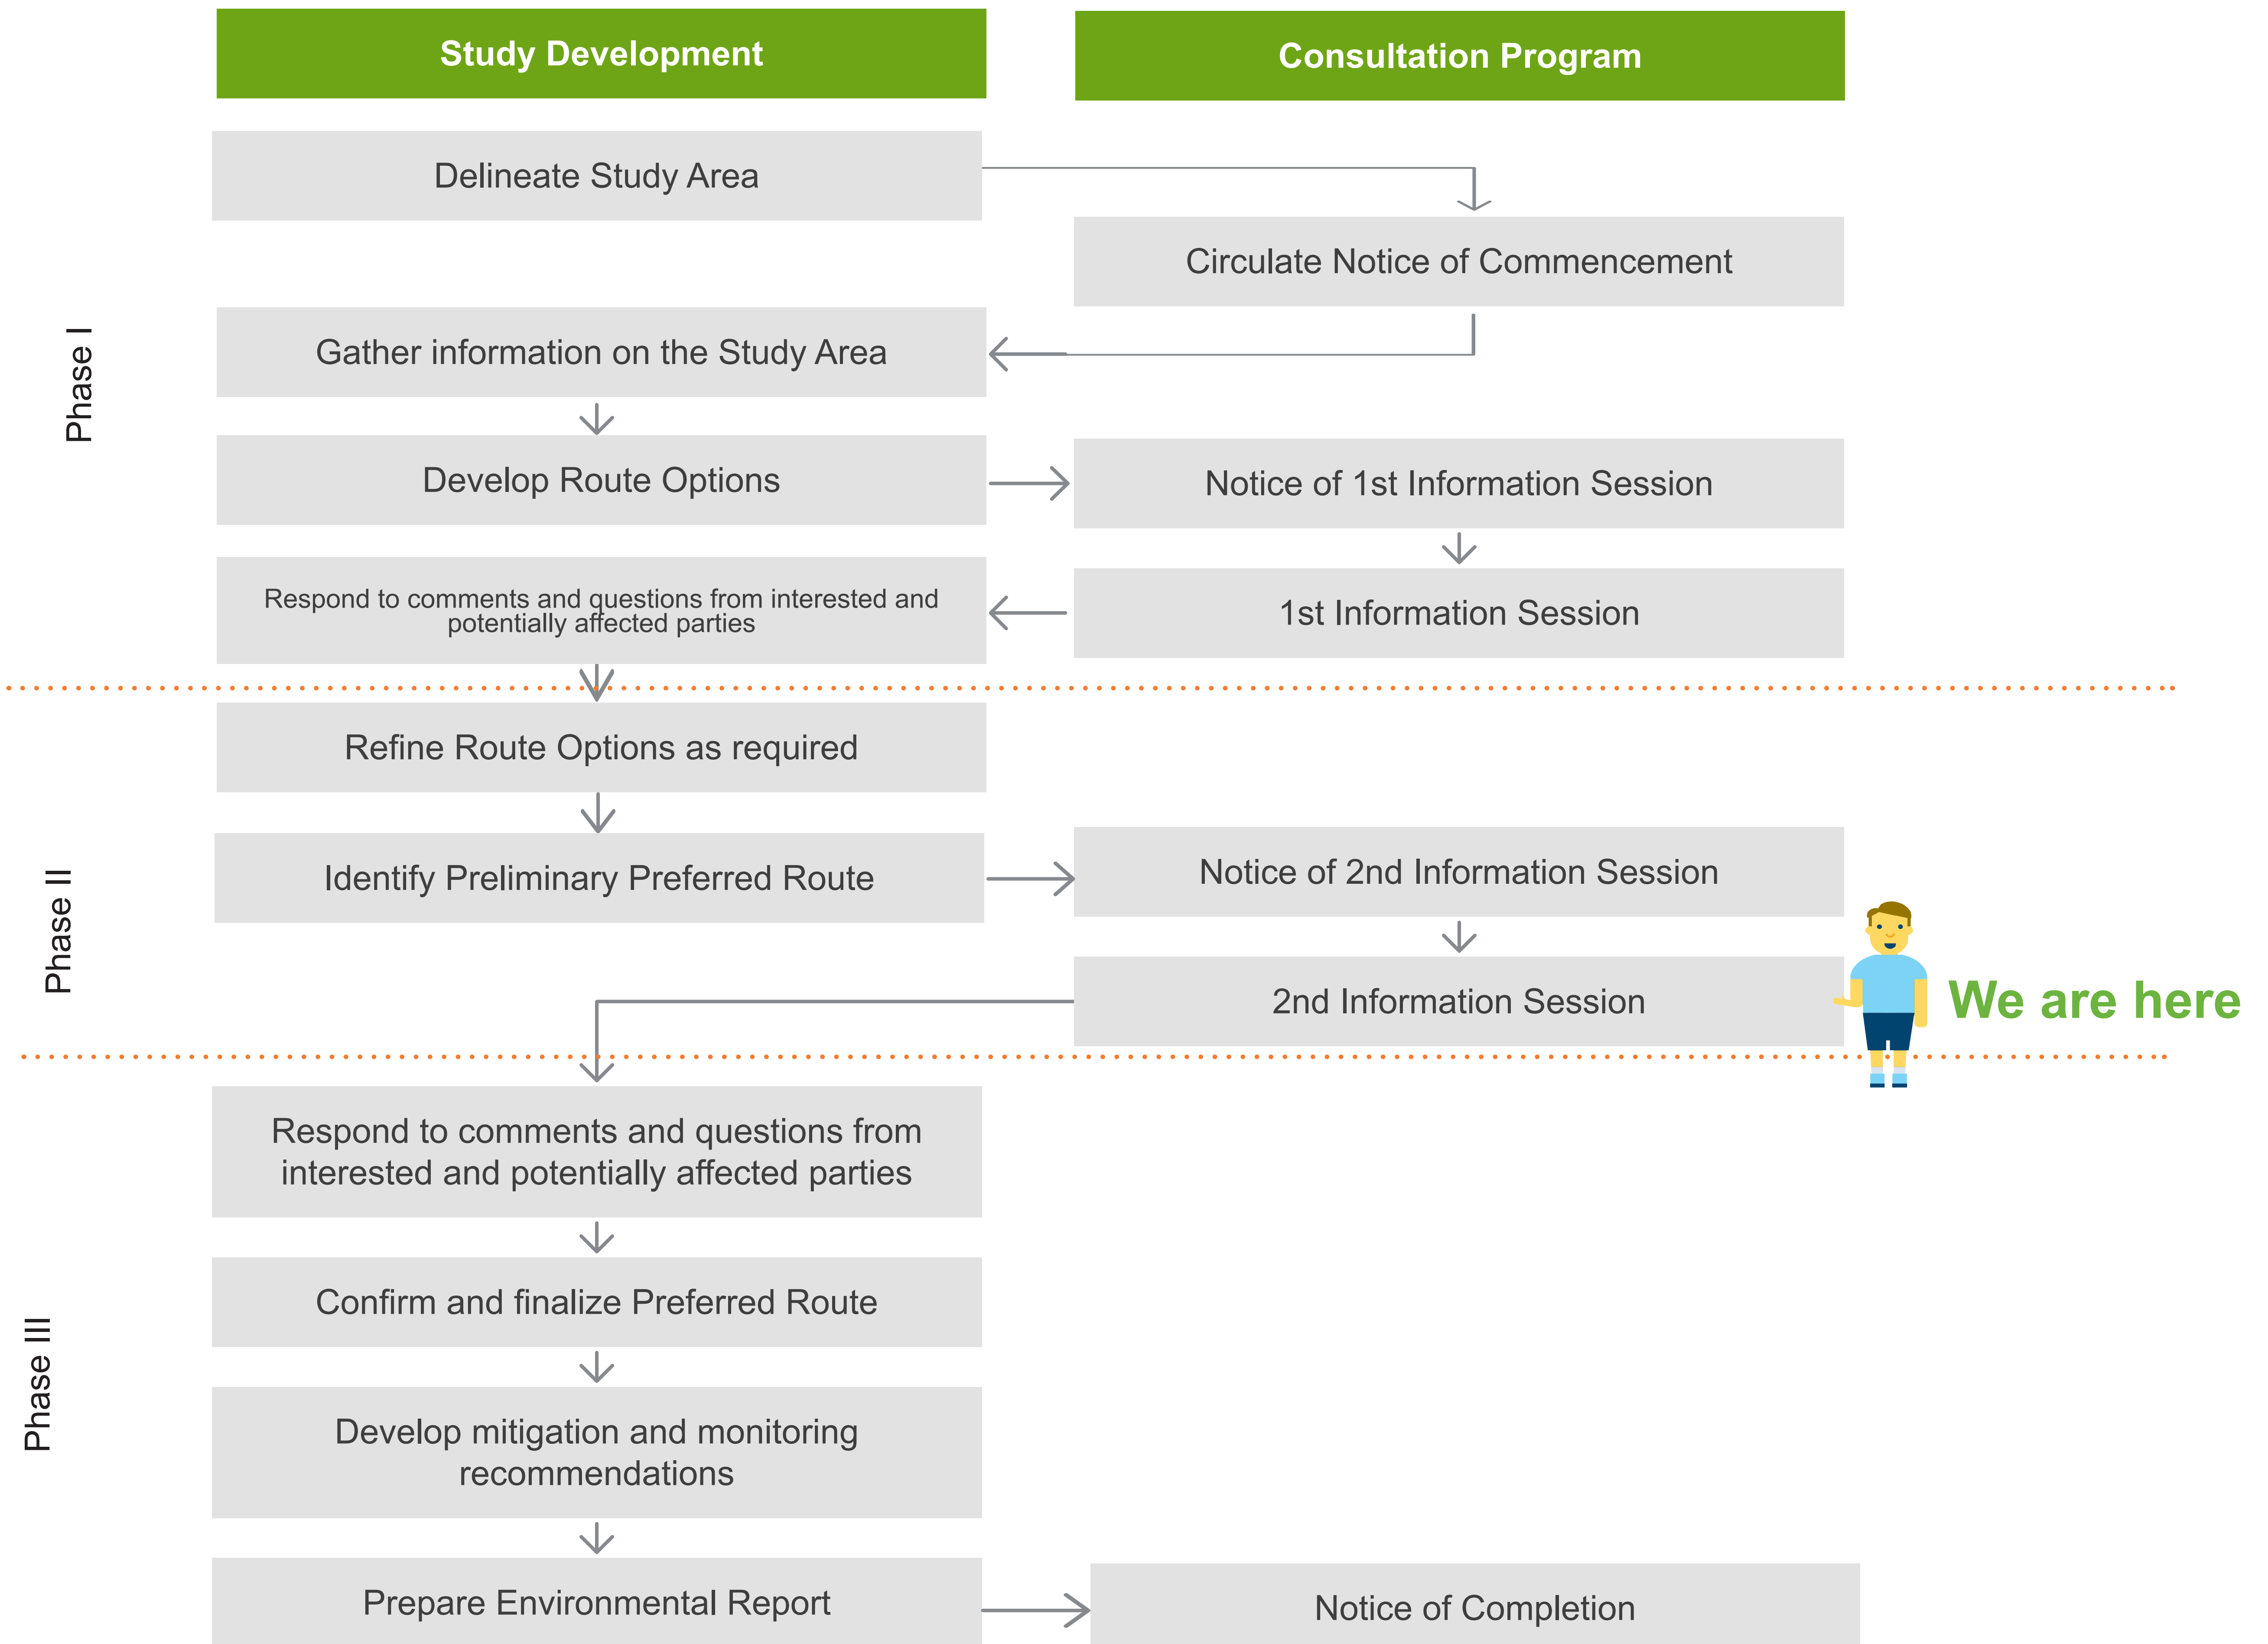 Study Development
Consultation Program
Phase I
Delineate Study Area
Circulate Notice of Commencement
Gather information on the Study Area
Develop Route Options
Notice of 1st Information Session
Respond to comments and questions from interested and
potentially affected parties
1st Information Session
Phase II
Refine Route Options as required
Identify Preliminary Preferred Route
Notice of 2nd Information Session
2nd Information Session
We are here
Phase III
Respond to comments and questions from
interested and potentially affected parties
Confirm and finalize Preferred Route
Develop mitigation and monitoring
recommendations
Prepare Environmental Report
Notice of Completion